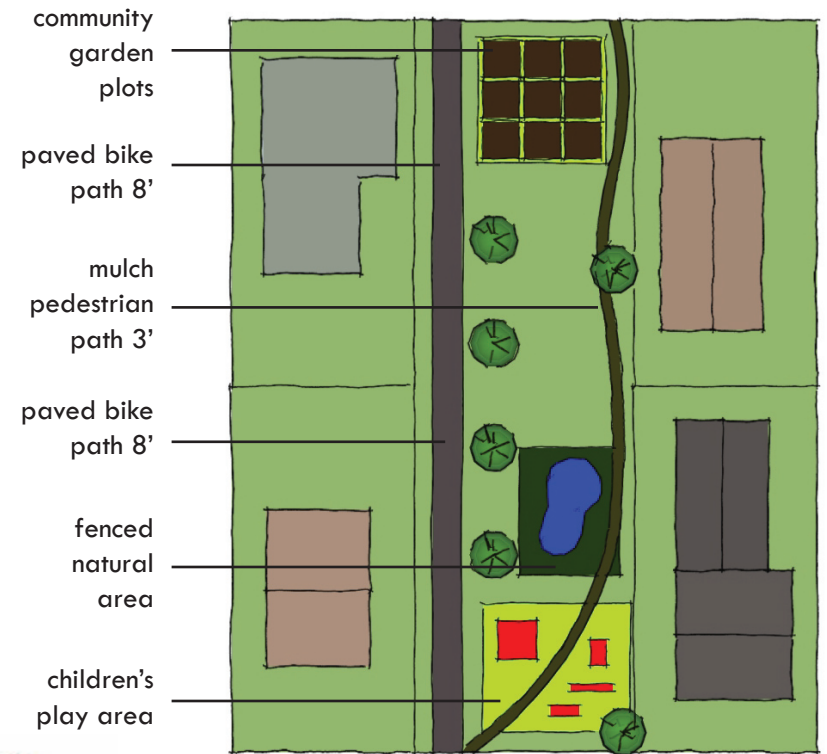 community
garden
plots
paved bike
path 8’
mulch
pedestrian
path 3’
paved bike
path 8’
fenced
natural
area
children’s
play area